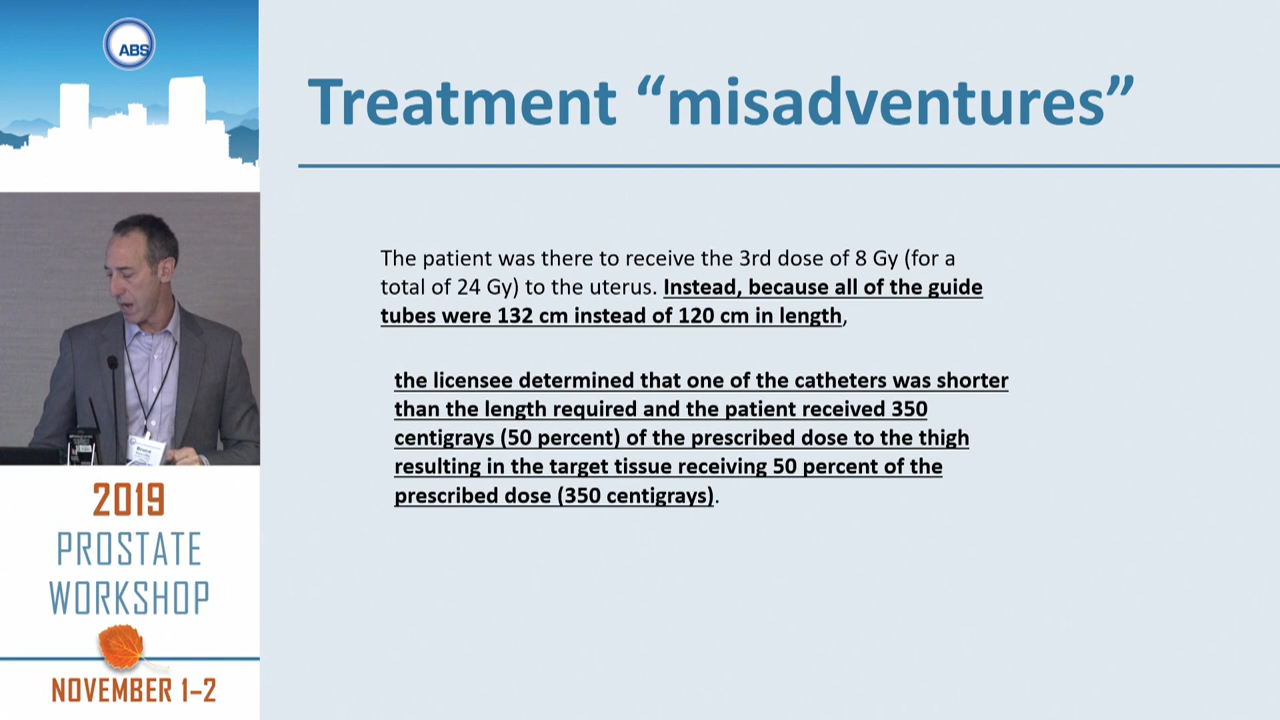 ABS
Treatment “misadventures”
The patient was there to receive the 3rd dose of 8 Gy (for a
total of 24 Gy) to the uterus. Instead, because all of the guide
tubes were 132 cm instead of 120 cm in length,
the licensee determined that one of the catheters was shorter
than the length required and the patient received 350
centigrays (50 percent) of the prescribed dose to the thigh
resulting in the target tissue receiving 50 percent of the
prescribed dose (350 centigrays).
Bruce
2019
PROSTATE
WORKSHOP
NOVEMBER 1–2